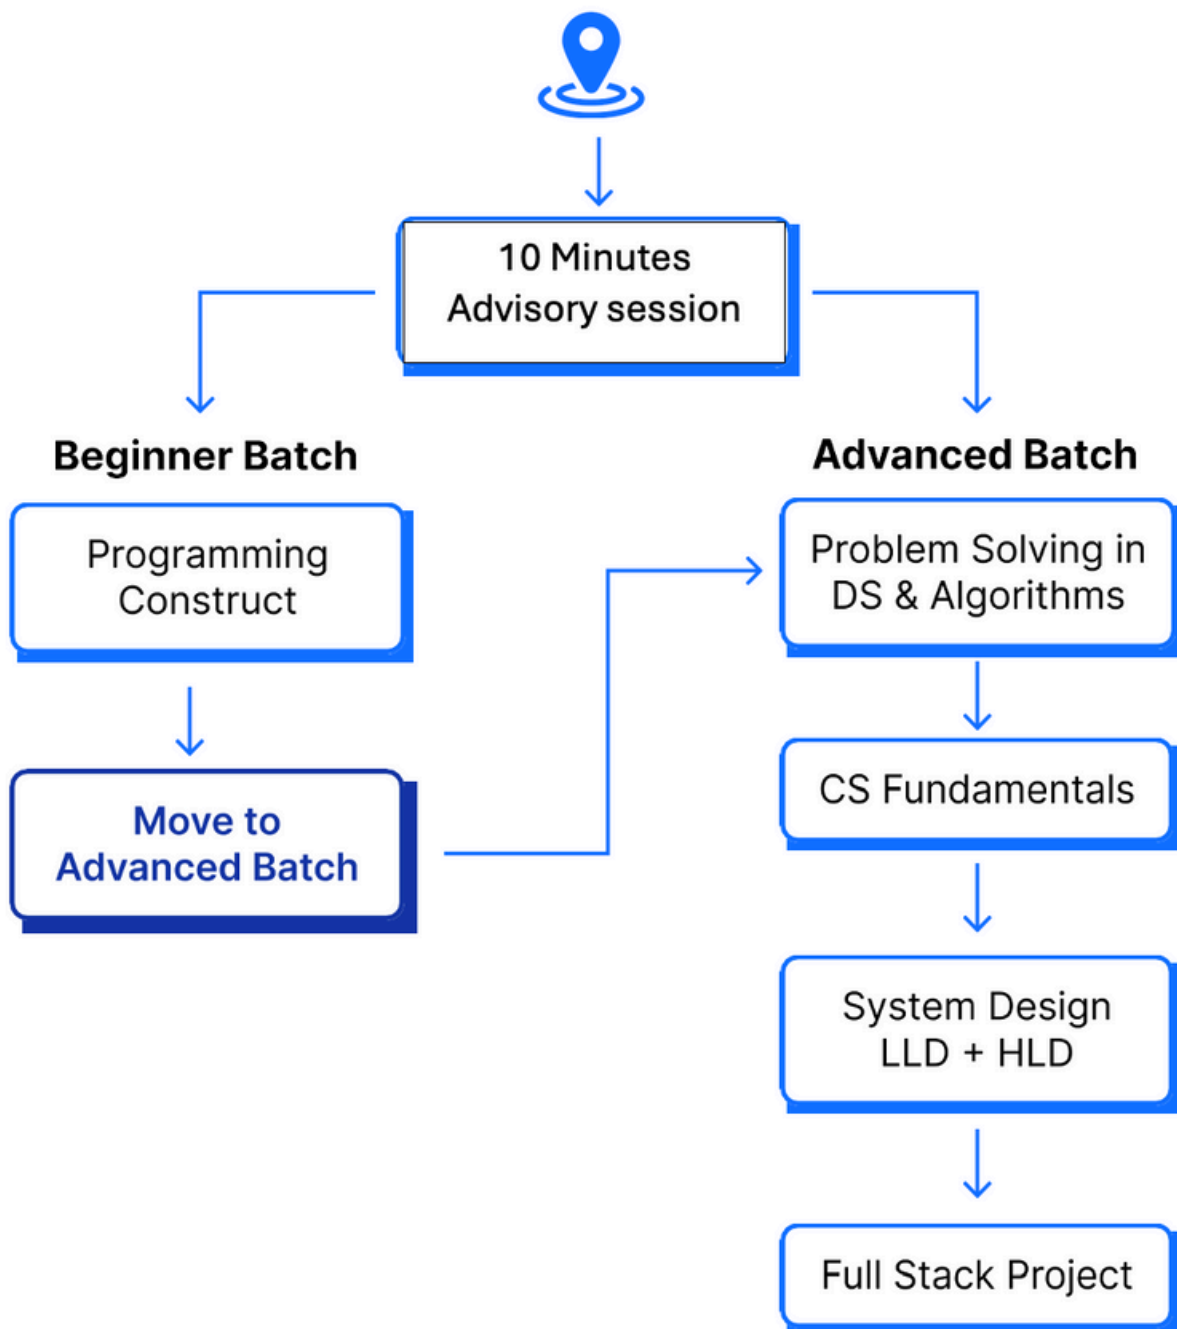 10 Minutes
Advisory session
Beginner Batch
Programming
Construct
Move to
Advanced Batch
Advanced Batch
Problem Solving in
DS & Algorithms
CS Fundamentals
System Design
LLD + HLD
Full Stack Project